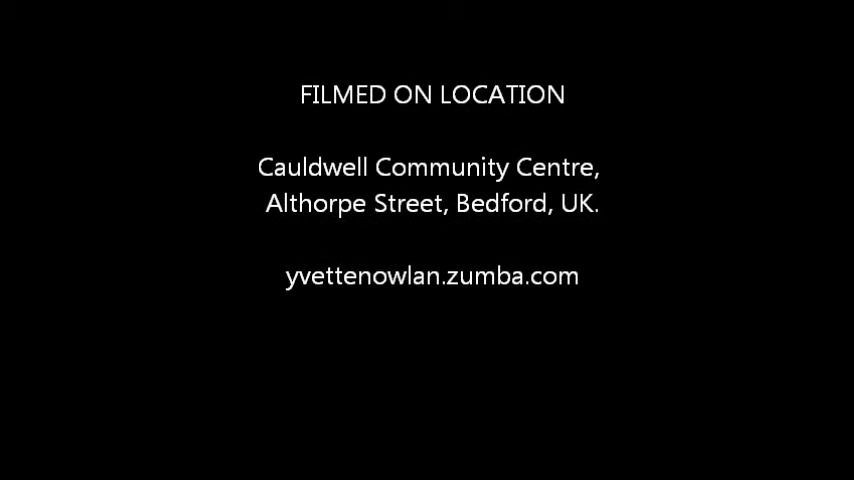 FILMED ON LOCATION
Cauldwell Community Centre,
Althorpe Street, Bedford, UK.
yvettenowlan.zumba.com